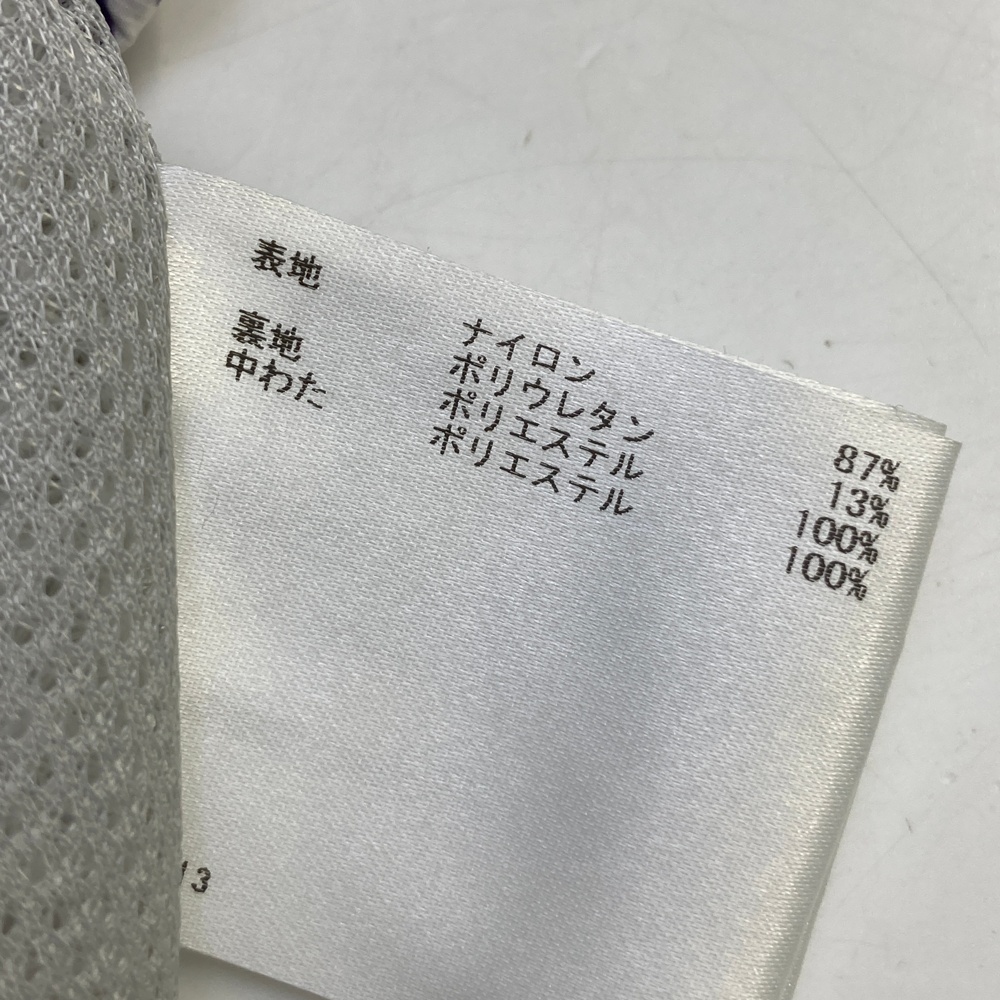 表地 ナイロン 87%
ポリウレタン 13%
裏地 ポリエステル 100%
中わた ポリエステル 100%
13